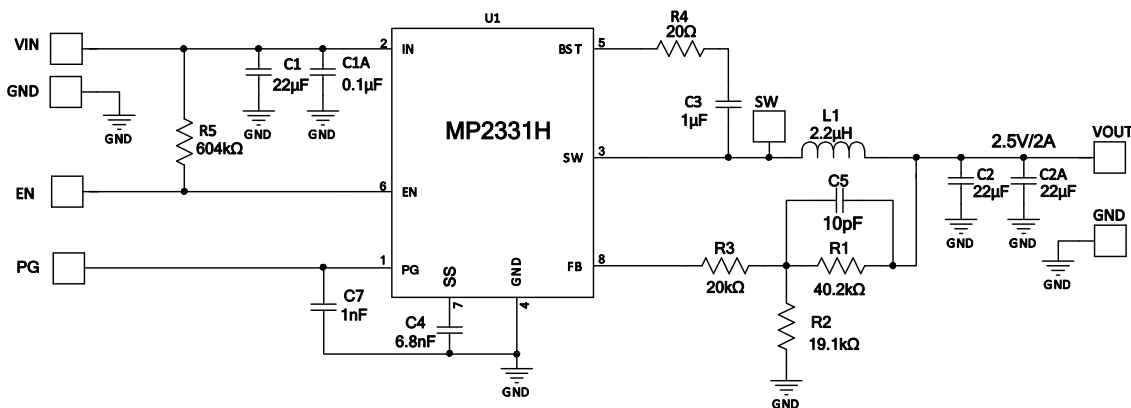 U1
VIN
2
IN
BST
5
R4
20Ω
C1
22μF
C1A
0.1μF
GND
GND
GND
GND
R5
604kΩ
MP2331H
C3
1μF
SW
L1
2.2μH
SW
3
2.5V/2A
VOUT
C2
22μF
C2A
22μF
GND
GND
GND
GND
EN
6
EN
C5
10pF
PG
1
PG
SS
GND
FB
8
R3
20kΩ
R1
40.2kΩ
C7
1nF
7
4
C4
6.8nF
R2
19.1kΩ
GND
GND